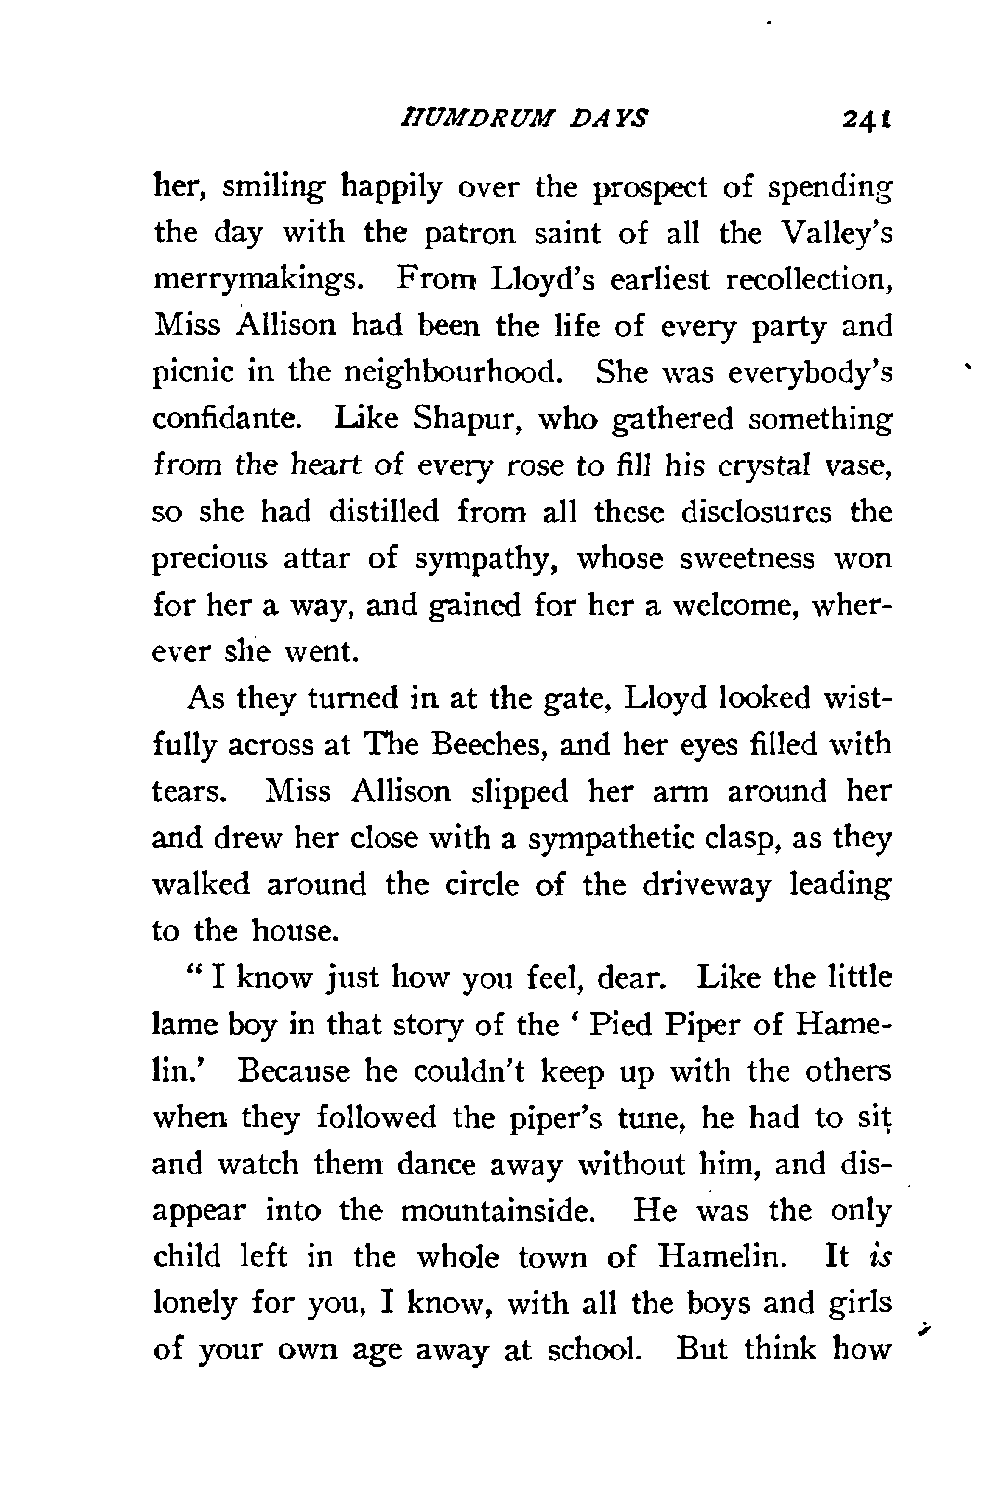 HUMDRUM DAYS 241
her, smiling happily over the prospect of spending
the day with the patron saint of all the Valley's
merrymakings. From Lloyd's earliest recollection,
Miss Allison had been the life of every party and
picnic in the neighbourhood. She was everybody's
confidante. Like Shapur, who gathered something
from the heart of every rose to fill his crystal vase,
so she had distilled from all these disclosures the
precious attar of sympathy, whose sweetness won
for her a way, and gained for her a welcome, wher-
ever she went.
As they turned in at the gate, Lloyd looked wist-
fully across at The Beeches, and her eyes filled with
tears. Miss Allison slipped her arm around her
and drew her close with a sympathetic clasp, as they
walked around the circle of the driveway leading
to the house.
" I know just how you feel, dear. Like the little
lame boy in that story of the ' Pied Piper of Hame-
lin.' Because he couldn't keep up with the others
when they followed the piper's tune, he had to sit
and watch them dance away without him, and dis-
appear into the mountainside. He was the only
child left in the whole town of Hamelin. It is
lonely for you, I know, with all the boys and girls
of your own age away at school. But think how